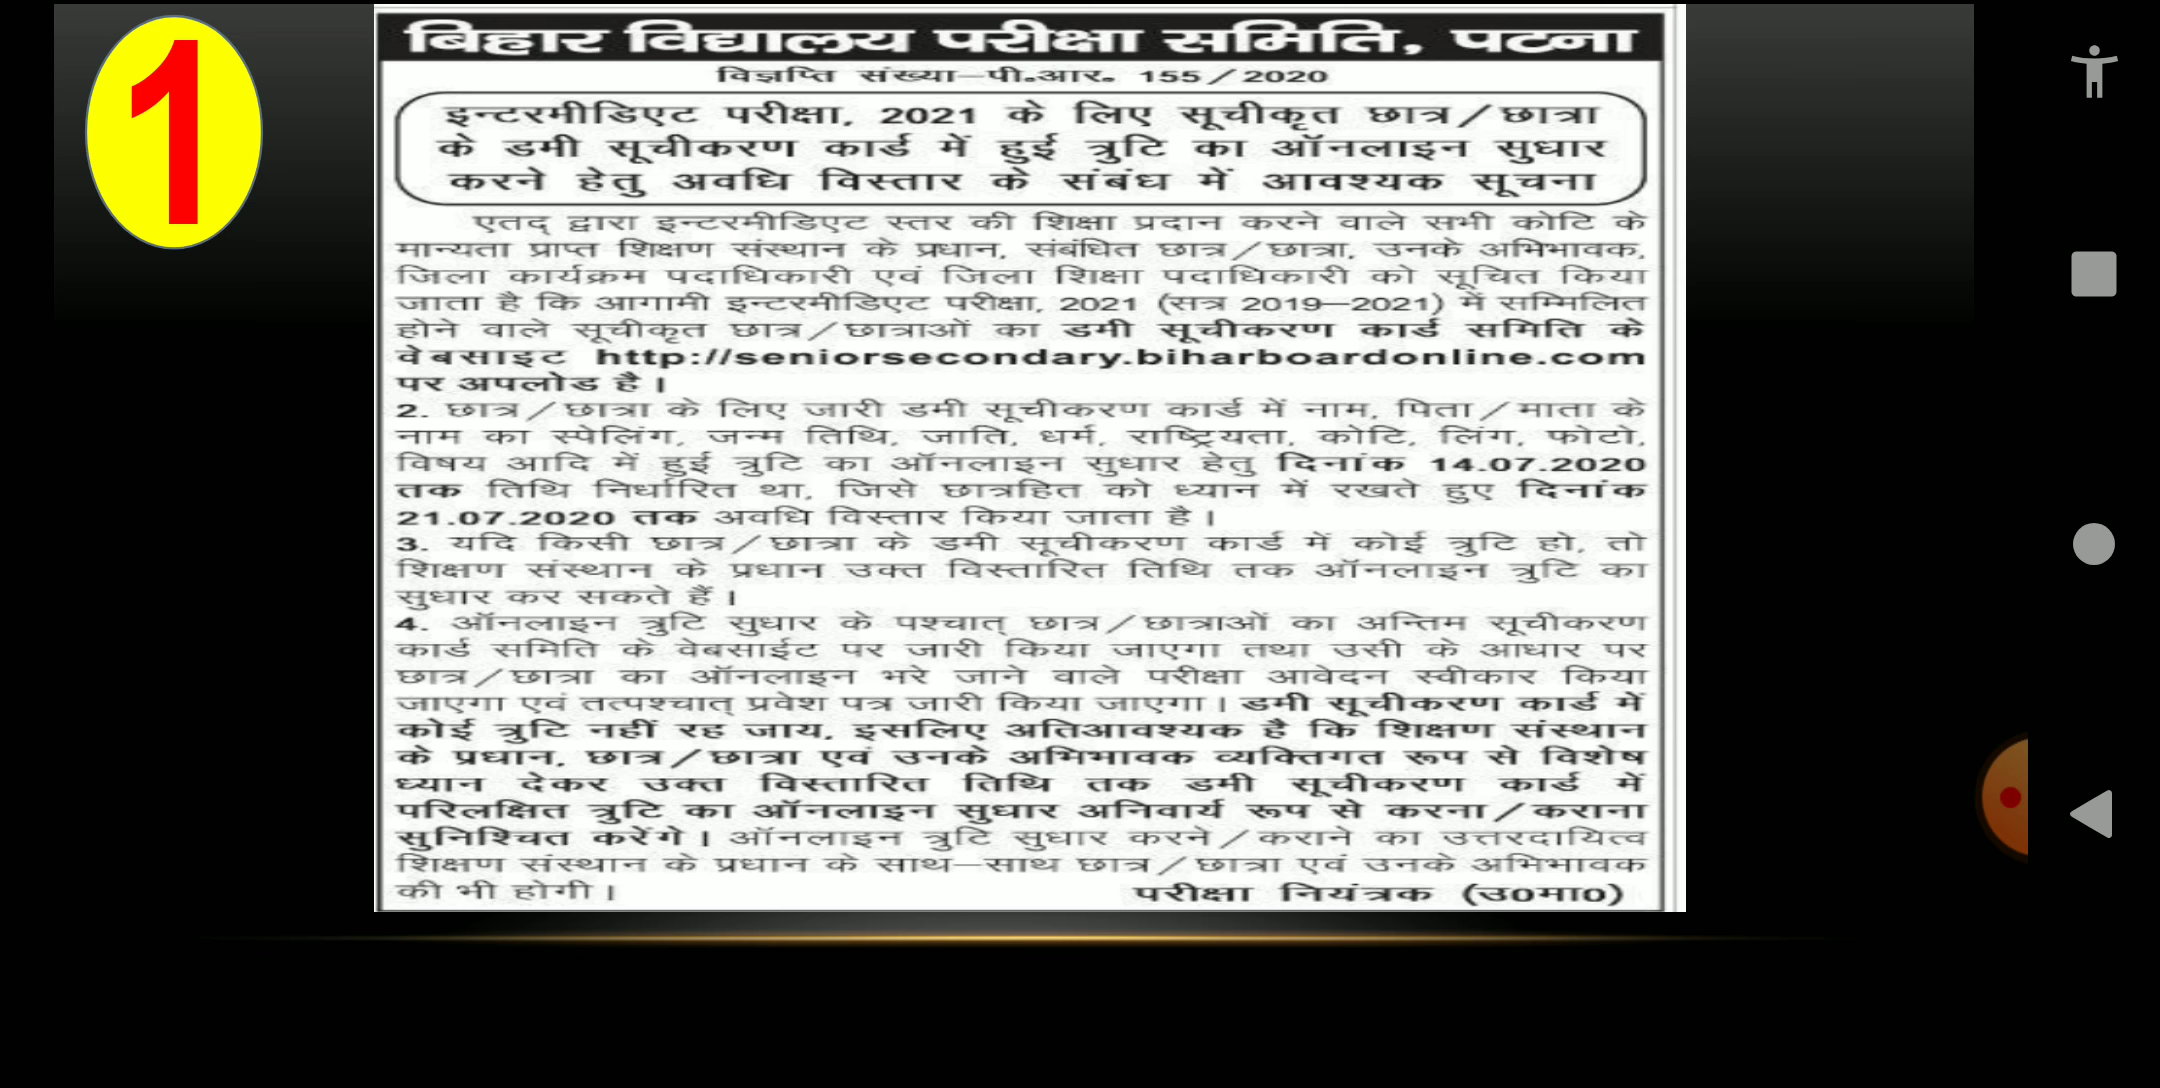 1
बिहार विद्यालय परीक्षा समिति, पटना
विज्ञप्ति संख्या—पी॰आर॰ 155/2020
इन्टरमीडिएट परीक्षा, 2021 के लिए सूचीकृत छात्र/छात्रा
के डमी सूचीकरण कार्ड में हुई त्रुटि का ऑनलाइन सुधार
करने हेतु अवधि विस्तार के संबंध में आवश्यक सूचना
एतद् द्वारा इन्टरमीडिएट स्तर की शिक्षा प्रदान करने वाले सभी कोटि के
मान्यता प्राप्त शिक्षण संस्थान के प्रधान, संबंधित छात्र/छात्रा, उनके अभिभावक,
जिला कार्यक्रम पदाधिकारी एवं जिला शिक्षा पदाधिकारी को सूचित किया
जाता है कि आगामी इन्टरमीडिएट परीक्षा, 2021 (सत्र 2019—2021) में सम्मिलित
होने वाले सूचीकृत छात्र/छात्राओं का डमी सूचीकरण कार्ड समिति के
वेबसाइट http://seniorsecondary.biharboardonline.com
पर अपलोड है।
2. छात्र/छात्रा के लिए जारी डमी सूचीकरण कार्ड में नाम, पिता/माता के
नाम का स्पेलिंग, जन्म तिथि, जाति, धर्म, राष्ट्रियता, कोटि, लिंग, फोटो,
विषय आदि में हुई त्रुटि का ऑनलाइन सुधार हेतु दिनांक 14.07.2020
तक तिथि निर्धारित था, जिसे छात्रहित को ध्यान में रखते हुए दिनांक
21.07.2020 तक अवधि विस्तार किया जाता है।
3. यदि किसी छात्र/छात्रा के डमी सूचीकरण कार्ड में कोई त्रुटि हो, तो
शिक्षण संस्थान के प्रधान उक्त विस्तारित तिथि तक ऑनलाइन त्रुटि का
सुधार कर सकते हैं।
4. ऑनलाइन त्रुटि सुधार के पश्चात् छात्र/छात्राओं का अन्तिम सूचीकरण
कार्ड समिति के वेबसाईट पर जारी किया जाएगा तथा उसी के आधार पर
छात्र/छात्रा का ऑनलाइन भरे जाने वाले परीक्षा आवेदन स्वीकार किया
जाएगा एवं तत्पश्चात् प्रवेश पत्र जारी किया जाएगा। डमी सूचीकरण कार्ड में
कोई त्रुटि नहीं रह जाय, इसलिए अतिआवश्यक है कि शिक्षण संस्थान
के प्रधान, छात्र/छात्रा एवं उनके अभिभावक व्यक्तिगत रूप से विशेष
ध्यान देकर उक्त विस्तारित तिथि तक डमी सूचीकरण कार्ड में
परिलक्षित त्रुटि का ऑनलाइन सुधार अनिवार्य रूप से करना/कराना
सुनिश्चित करेंगे। ऑनलाइन त्रुटि सुधार करने/कराने का उत्तरदायित्व
शिक्षण संस्थान के प्रधान के साथ—साथ छात्र/छात्रा एवं उनके अभिभावक
की भी होगी।
परीक्षा नियंत्रक (उ0मा0)